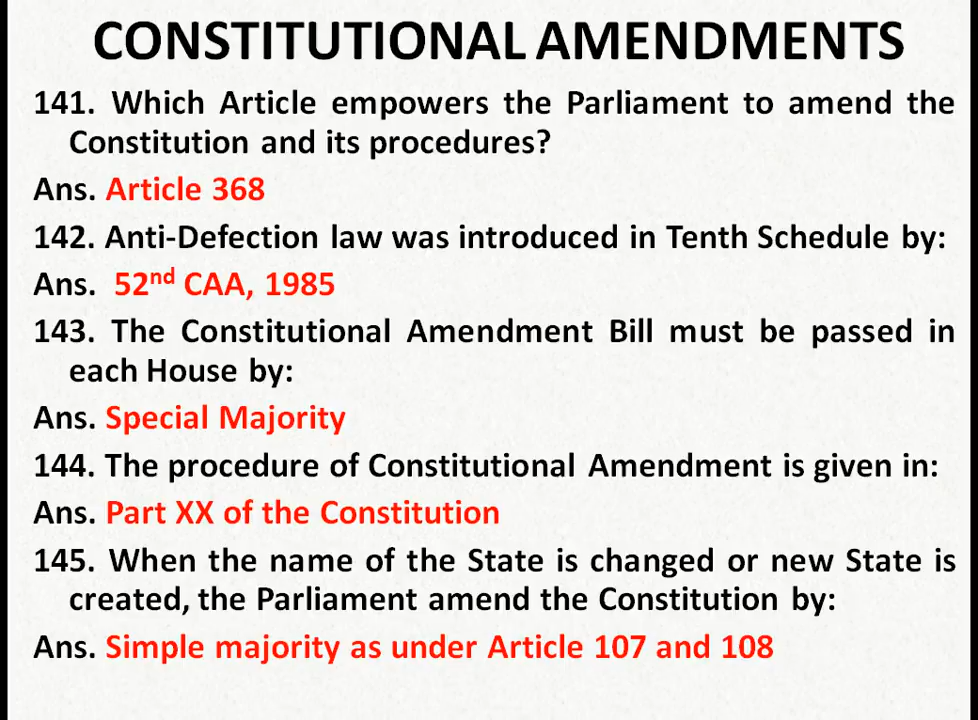 CONSTITUTIONAL AMENDMENTS
141. Which Article empowers the Parliament to amend the
Constitution and its procedures?
Ans. Article 368
142. Anti-Defection law was introduced in Tenth Schedule by:
Ans. 52nd CAA, 1985
143. The Constitutional Amendment Bill must be passed in
each House by:
Ans. Special Majority
144. The procedure of Constitutional Amendment is given in:
Ans. Part XX of the Constitution
145. When the name of the State is changed or new State is
created, the Parliament amend the Constitution by:
Ans. Simple majority as under Article 107 and 108